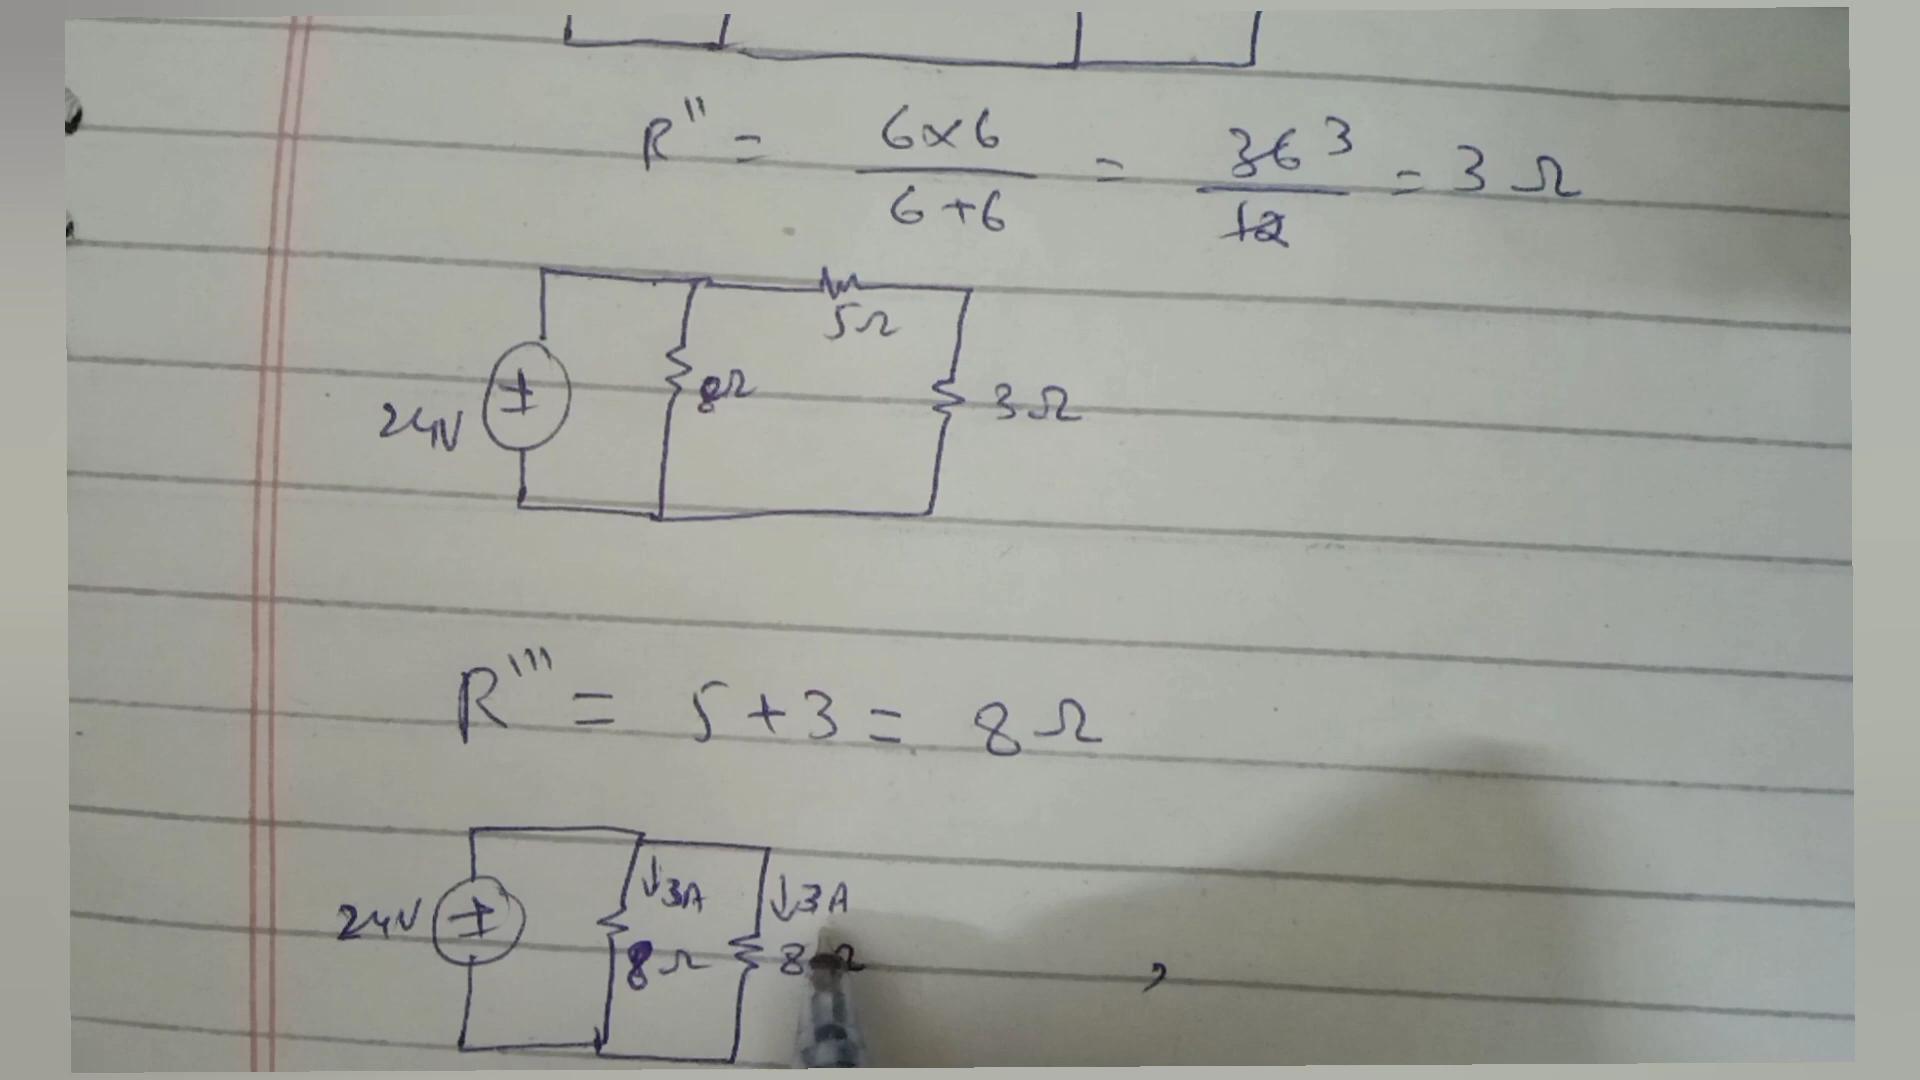 R'' = 6×6 / 6+6 = 36 3 / 12 = 3 Ω
5Ω
24V ± 8Ω 3Ω
R''' = 5+3 = 8Ω
↓3A ↓3A
24V ± 8Ω 8Ω
,